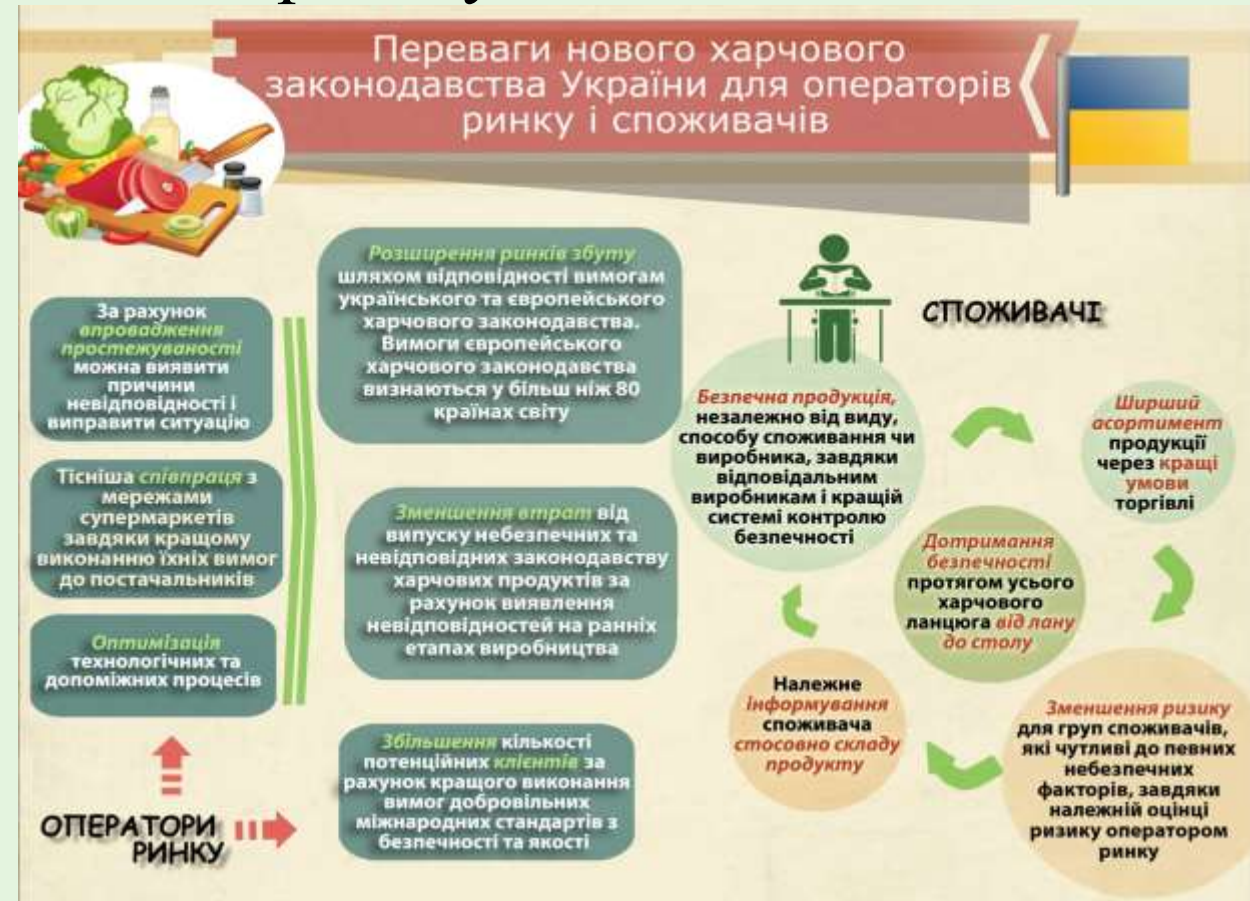 Переваги нового харчового
законодавства України для операторів
ринку і споживачів
За рахунок
впровадження
простежуваності
можна виявити
причини
невідповідності і
виправити ситуацію
Тісніша співпраця з
мережами
супермаркетів
завдяки кращому
виконанню їхніх вимог
до постачальників
Оптимізація
технологічних та
допоміжних процесів
ОПЕРАТОРИ
РИНКУ
Розширення ринків збуту
шляхом відповідності вимогам
українського та європейського
харчового законодавства.
Вимоги європейського
харчового законодавства
визнаються у більш ніж 80
країнах світу
Зменшення втрат від
випуску небезпечних та
невідповідних законодавству
харчових продуктів за
рахунок виявлення
невідповідностей на ранніх
етапах виробництва
Збільшення кількості
потенційних клієнтів за
рахунок кращого виконання
вимог добровільних
міжнародних стандартів з
безпечності та якості
СПОЖИВАЧІ
Безпечна продукція,
незалежно від виду,
способу споживання чи
виробника, завдяки
відповідальним
виробникам і кращій
системі контролю
безпечності
Ширший
асортимент
продукції
через кращі
умови
торгівлі
Дотримання
безпечності
протягом усього
харчового
ланцюга від лану
до столу
Належне
інформування
споживача
стосовно складу
продукту
Зменшення ризику
для груп споживачів,
які чутливі до певних
небезпечних
факторів, завдяки
належній оцінці
ризику оператором
ринку